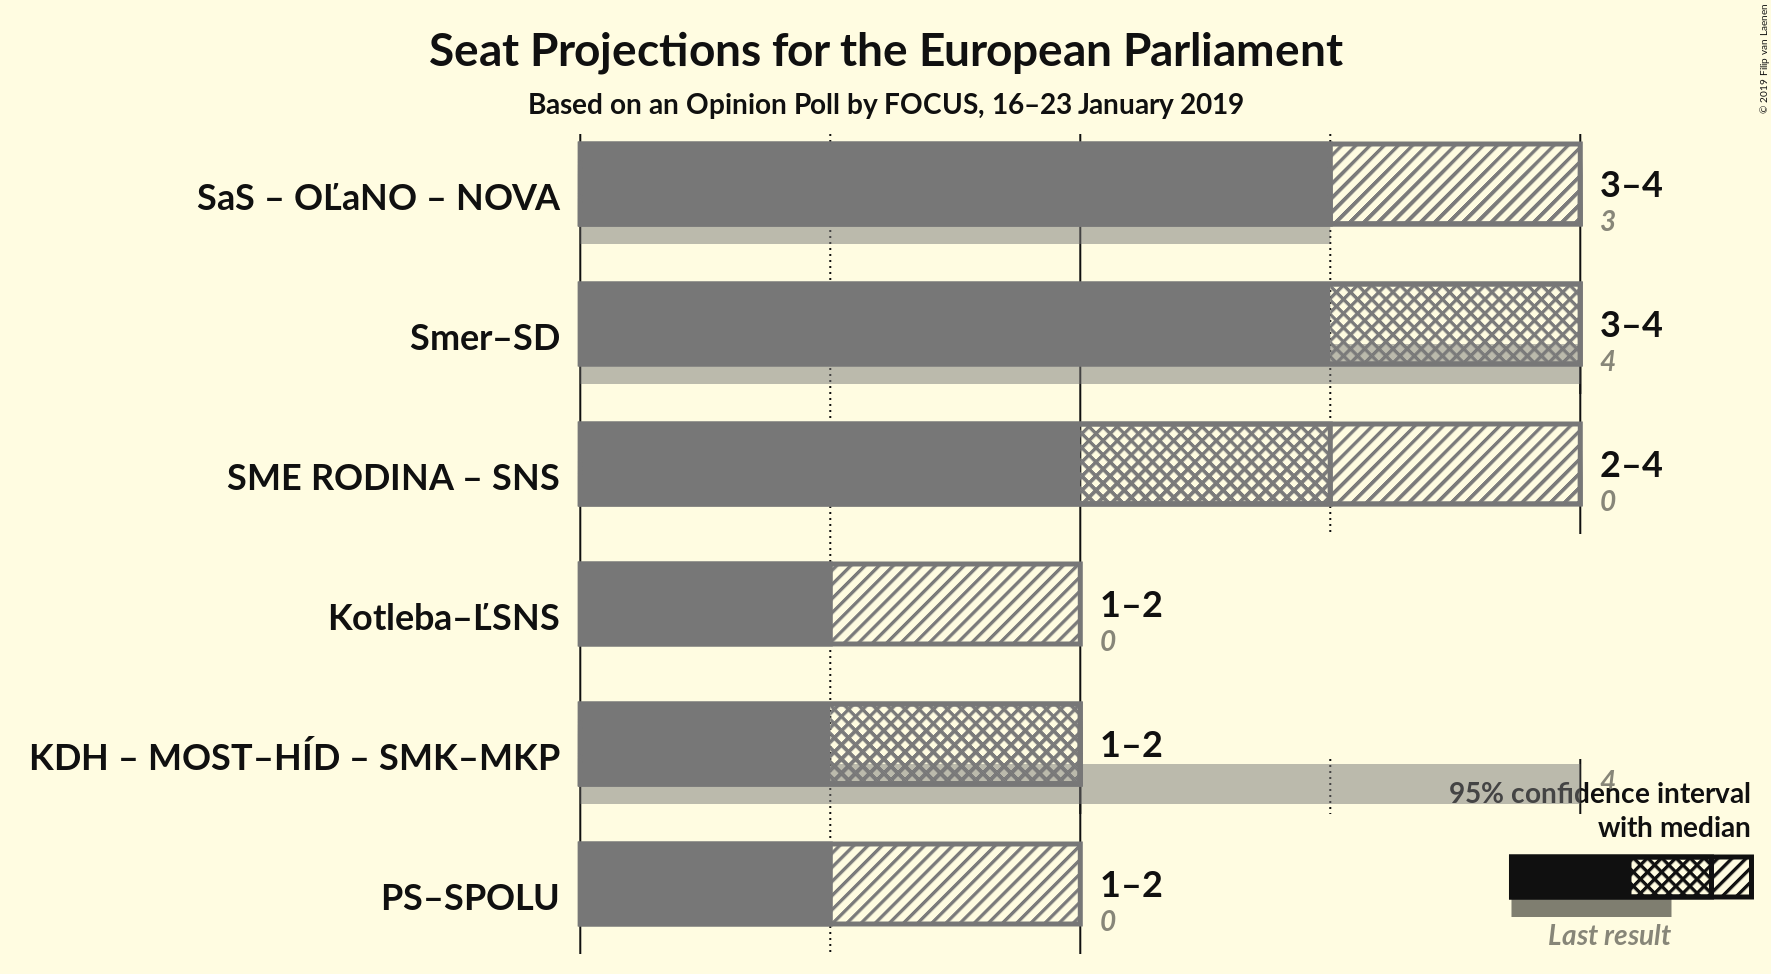 Seat Projections for the European Parliament
Based on an Opinion Poll by FOCUS, 16–23 January 2019
© 2019 Filip van Laenen
SaS – OĽaNO – NOVA
3–4
3
Smer–SD
3–4
4
SME RODINA – SNS
2–4
0
Kotleba–ĽSNS
1–2
0
KDH – MOST–HÍD – SMK–MKP
1–2
4
PS–SPOLU
1–2
0
95% confidence interval
with median
Last result